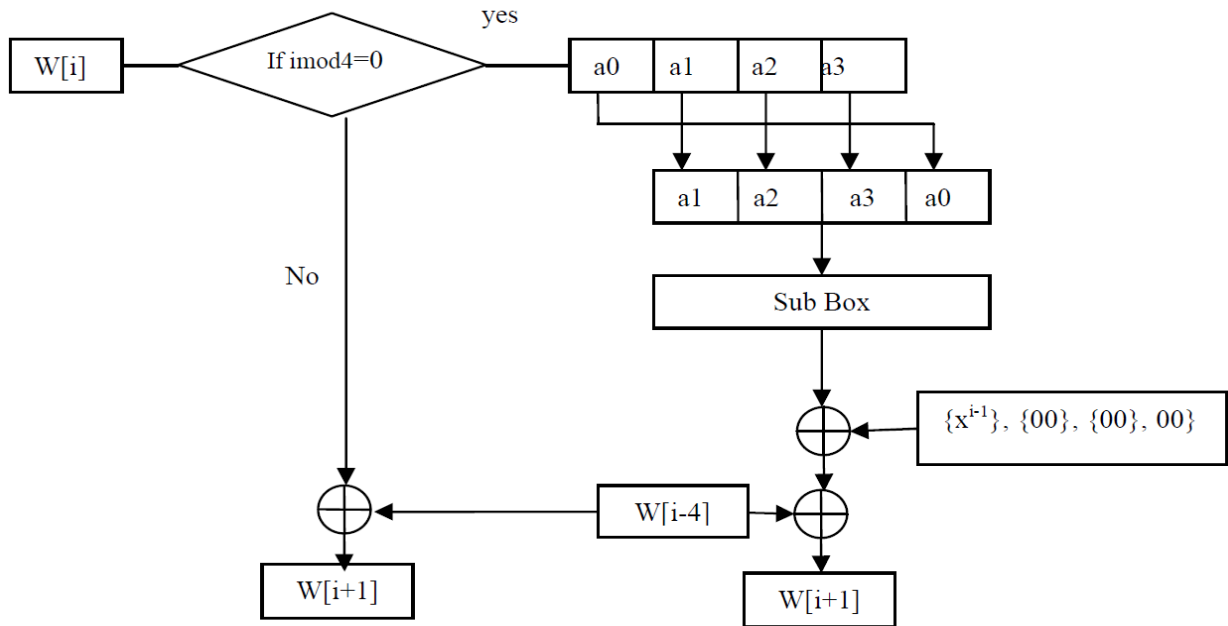 yes
W[i]
If imod4=0
a0 a1 a2 a3
a1 a2 a3 a0
No
Sub Box
{x^{i-1}}, {00}, {00}, 00}
W[i-4]
W[i+1]
W[i+1]